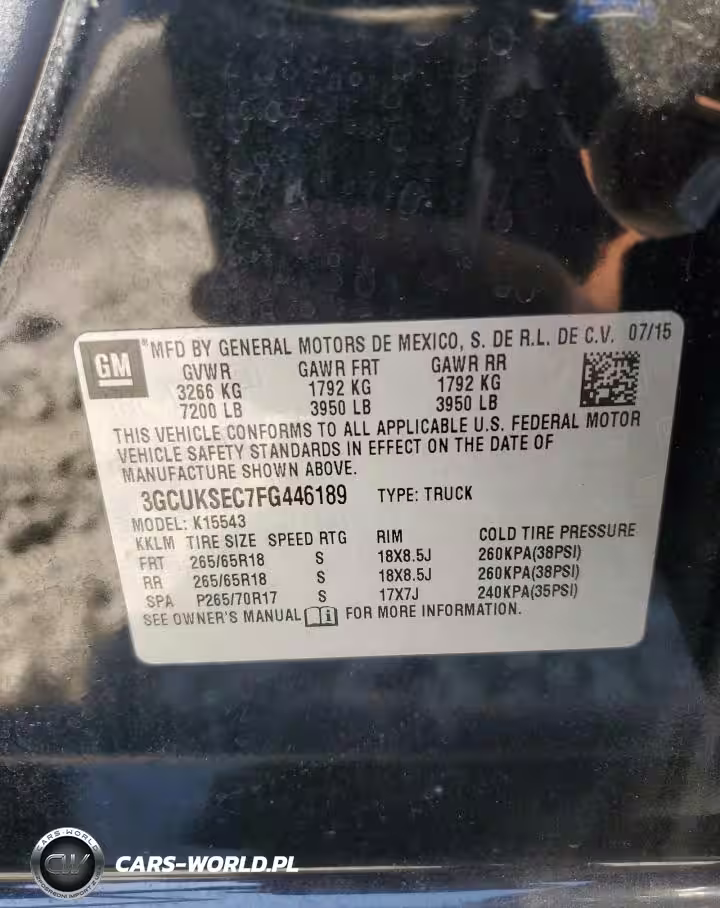 GM
*MFD BY GENERAL MOTORS DE MEXICO, S. DE R.L. DE C.V. 07/15
GVWR GAWR FRT GAWR RR
3266 KG 1792 KG 1792 KG
7200 LB 3950 LB 3950 LB
THIS VEHICLE CONFORMS TO ALL APPLICABLE U.S. FEDERAL MOTOR
VEHICLE SAFETY STANDARDS IN EFFECT ON THE DATE OF
MANUFACTURE SHOWN ABOVE.
3GCUKSEC7FG446189 TYPE: TRUCK
MODEL: K15543
KKLM TIRE SIZE SPEED RTG RIM COLD TIRE PRESSURE
FRT 265/65R18 S 18X8.5J 260KPA(38PSI)
RR 265/65R18 S 18X8.5J 260KPA(38PSI)
SPA P265/70R17 S 17X7J 240KPA(35PSI)
SEE OWNER'S MANUAL i FOR MORE INFORMATION.
CARS-WORLD
CARS-WORLD.PL